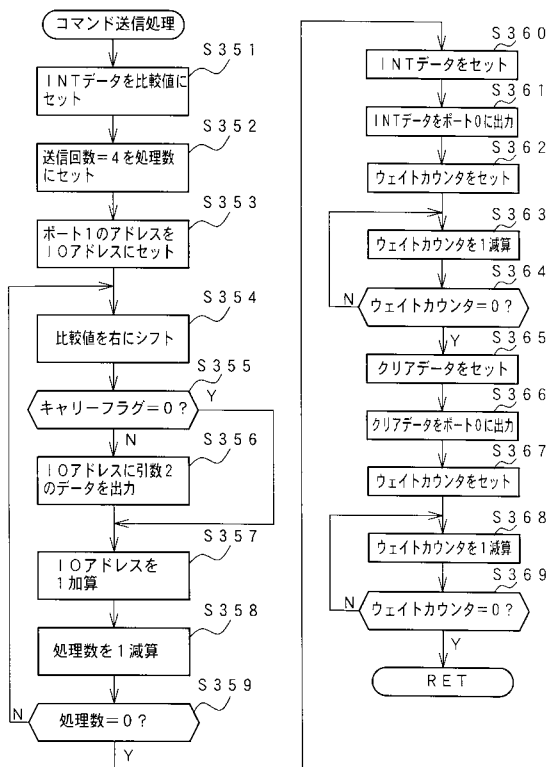 コマンド送信処理
S351
INTデータを比較値に
セット
S352
送信回数=4を処理数
にセット
S353
ポート1のアドレスを
IOアドレスにセット
S354
比較値を右にシフト
S355
キャリーフラグ=0?
Y
N
S356
IOアドレスに引数2
のデータを出力
S357
IOアドレスを
1加算
S358
処理数を1減算
S359
N
処理数=0?
Y
S360
INTデータをセット
S361
INTデータをポート0に出力
S362
ウェイトカウンタをセット
S363
ウェイトカウンタを1減算
S364
N
ウェイトカウンタ=0?
Y
S365
クリアデータをセット
S366
クリアデータをポート0に出力
S367
ウェイトカウンタをセット
S368
ウェイトカウンタを1減算
S369
N
ウェイトカウンタ=0?
Y
RET